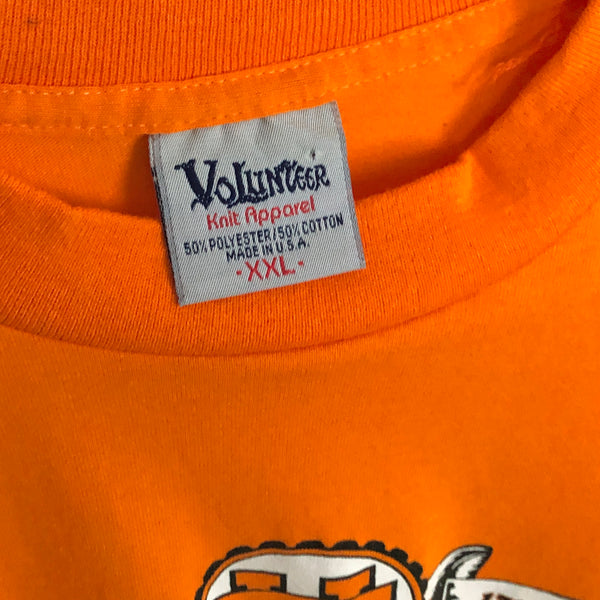 VOLUNTEER
Knit Apparel
50% POLYESTER/50% COTTON
MADE IN U.S.A.
·XXL·